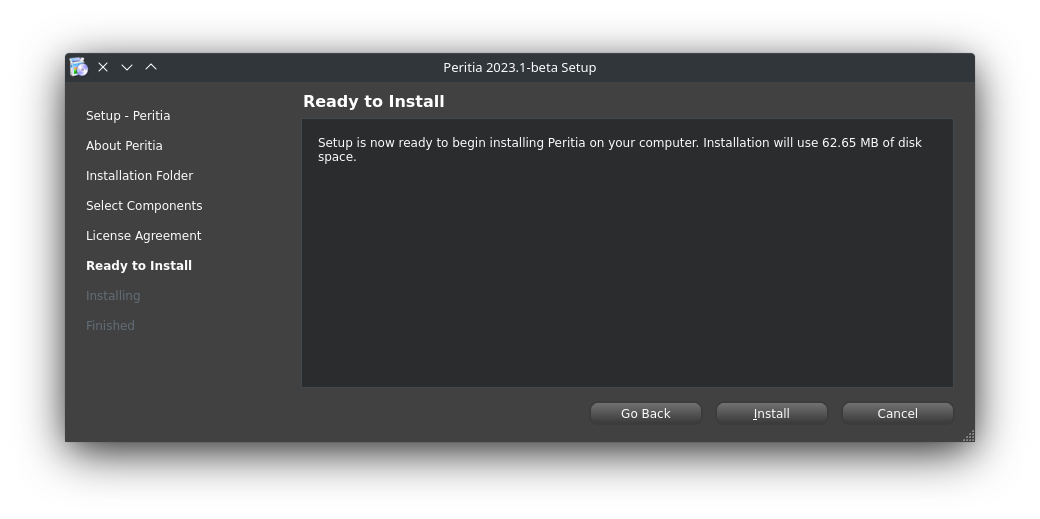 Peritia 2023.1-beta Setup
Setup - Peritia
About Peritia
Installation Folder
Select Components
License Agreement
Ready to Install
Installing
Finished
Ready to Install
Setup is now ready to begin installing Peritia on your computer. Installation will use 62.65 MB of disk
space.
Go Back
Install
Cancel